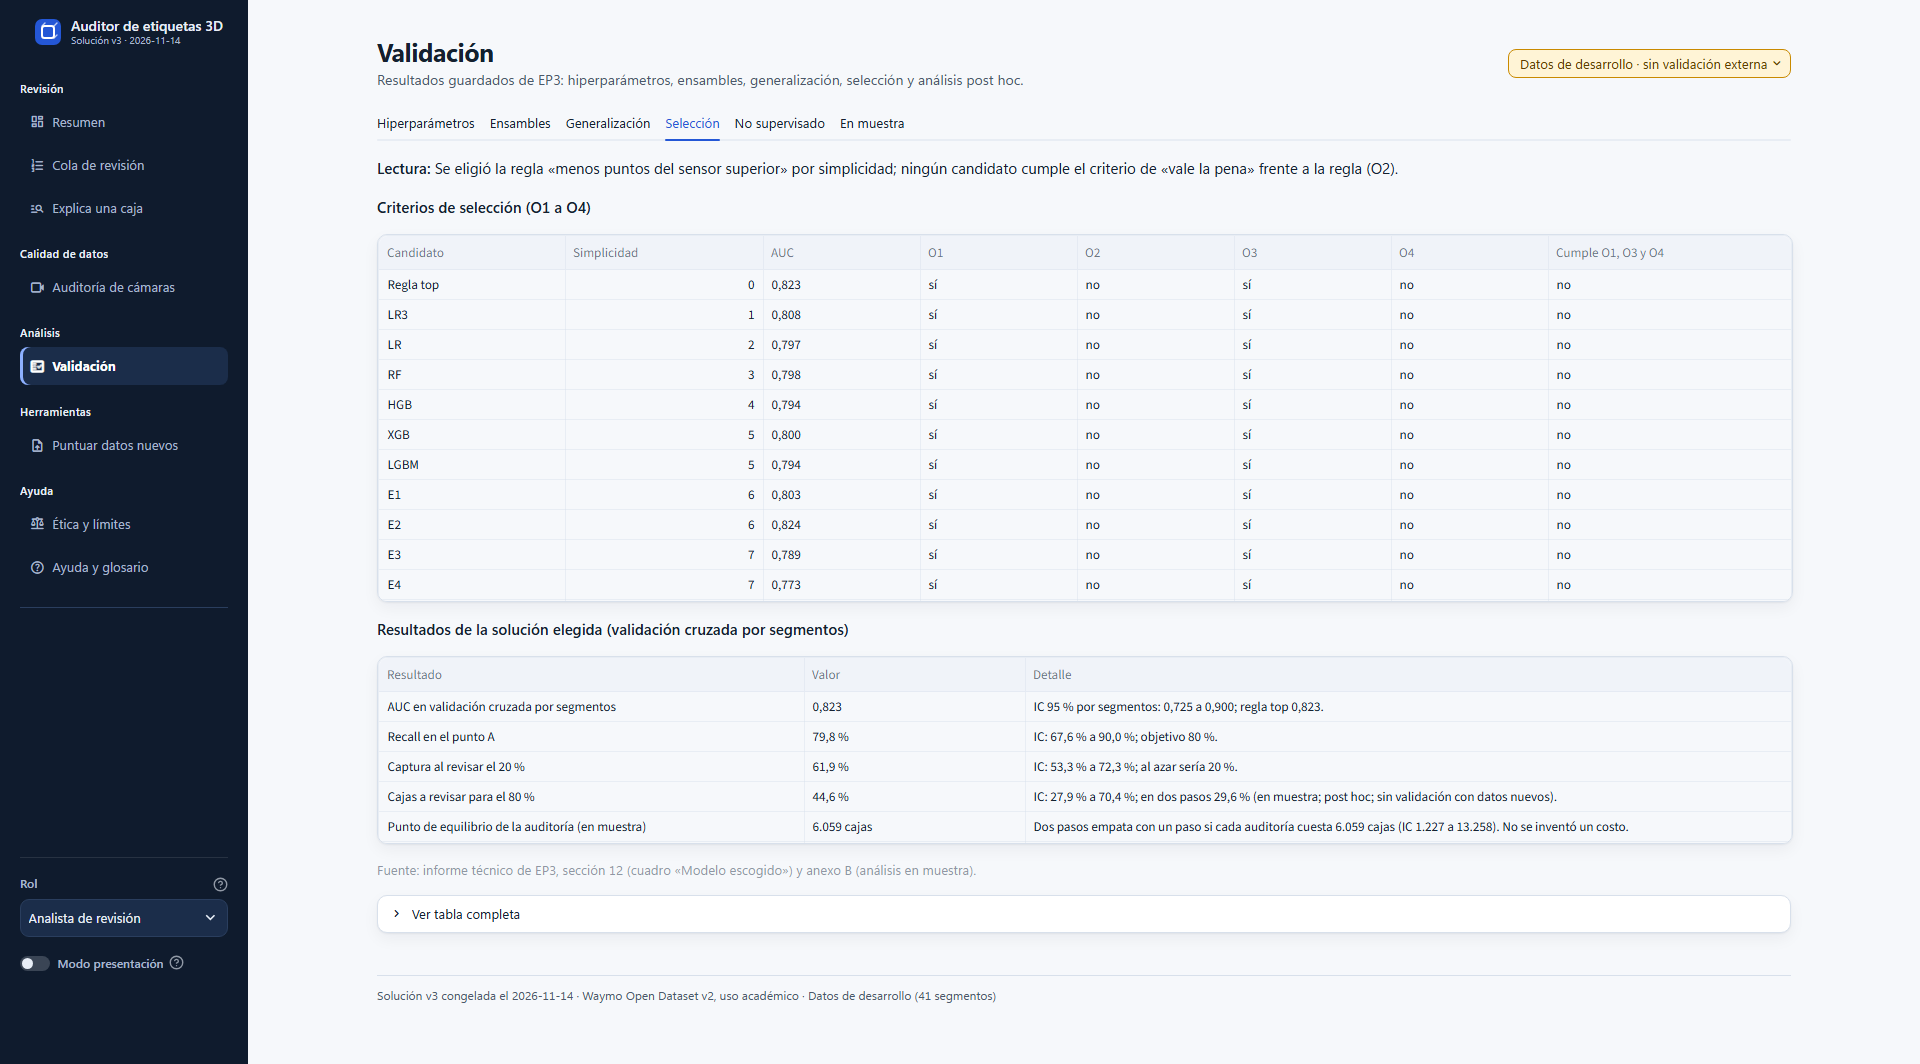 Auditor de etiquetas 3D
Solución v3 · 2026-11-14
Revisión
Resumen
Cola de revisión
Explica una caja
Calidad de datos
Auditoría de cámaras
Análisis
Validación
Herramientas
Puntuar datos nuevos
Ayuda
Ética y límites
Ayuda y glosario
Rol
Analista de revisión
Modo presentación
Validación
Resultados guardados de EP3: hiperparámetros, ensambles, generalización, selección y análisis post hoc.
Datos de desarrollo · sin validación externa
Hiperparámetros Ensambles Generalización Selección No supervisado En muestra
Lectura: Se eligió la regla «menos puntos del sensor superior» por simplicidad; ningún candidato cumple el criterio de «vale la pena» frente a la regla (O2).
Criterios de selección (O1 a O4)
Candidato Simplicidad AUC O1 O2 O3 O4 Cumple O1, O3 y O4
Regla top 0 0,823 sí no sí no no
LR3 1 0,808 sí no sí no no
LR 2 0,797 sí no sí no no
RF 3 0,798 sí no sí no no
HGB 4 0,794 sí no sí no no
XGB 5 0,800 sí no sí no no
LGBM 5 0,794 sí no sí no no
E1 6 0,803 sí no sí no no
E2 6 0,824 sí no sí no no
E3 7 0,789 sí no sí no no
E4 7 0,773 sí no sí no no
Resultados de la solución elegida (validación cruzada por segmentos)
Resultado Valor Detalle
AUC en validación cruzada por segmentos 0,823 IC 95 % por segmentos: 0,725 a 0,900; regla top 0,823.
Recall en el punto A 79,8 % IC: 67,6 % a 90,0 %; objetivo 80 %.
Captura al revisar el 20 % 61,9 % IC: 53,3 % a 72,3 %; al azar sería 20 %.
Cajas a revisar para el 80 % 44,6 % IC: 27,9 % a 70,4 %; en dos pasos 29,6 % (en muestra; post hoc; sin validación con datos nuevos).
Punto de equilibrio de la auditoría (en muestra) 6.059 cajas Dos pasos empata con un paso si cada auditoría cuesta 6.059 cajas (IC 1.227 a 13.258). No se inventó un costo.
Fuente: informe técnico de EP3, sección 12 (cuadro «Modelo escogido») y anexo B (análisis en muestra).
Ver tabla completa
Solución v3 congelada el 2026-11-14 · Waymo Open Dataset v2, uso académico · Datos de desarrollo (41 segmentos)